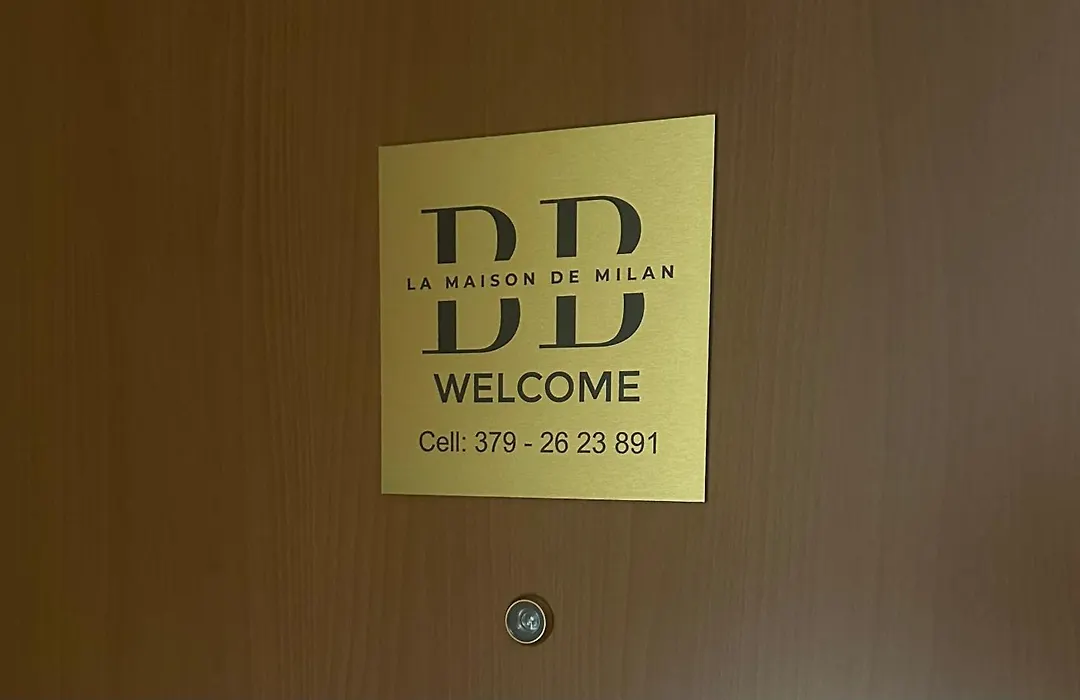 BB
LA MAISON DE MILAN
WELCOME
Cell: 379 - 26 23 891